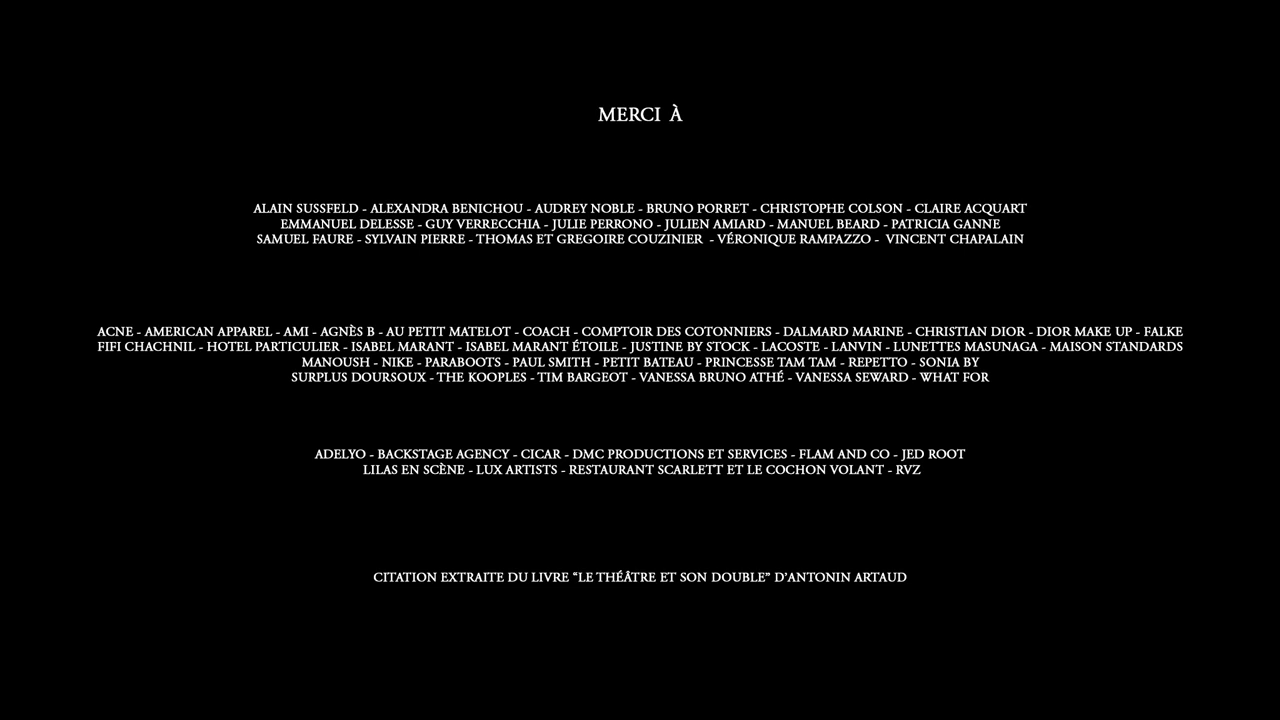 MERCI À
ALAIN SUSSFELD - ALEXANDRA BENICHOU - AUDREY NOBLE - BRUNO PORRET - CHRISTOPHE COLSON - CLAIRE ACQUART
EMMANUEL DELESSE - GUY VERRECCHIA - JULIE PERRONO - JULIEN AMIARD - MANUEL BEARD - PATRICIA GANNE
SAMUEL FAURE - SYLVAIN PIERRE - THOMAS ET GREGOIRE COUZINIER - VÉRONIQUE RAMPAZZO - VINCENT CHAPALAIN
ACNE - AMERICAN APPAREL - AMI - AGNÈS B - AU PETIT MATELOT - COACH - COMPTOIR DES COTONNIERS - DALMARD MARINE - CHRISTIAN DIOR - DIOR MAKE UP - FALKE
FIFI CHACHNIL - HOTEL PARTICULIER - ISABEL MARANT - ISABEL MARANT ÉTOILE - JUSTINE BY STOCK - LACOSTE - LANVIN - LUNETTES MASUNAGA - MAISON STANDARDS
MANOUSH - NIKE - PARABOOTS - PAUL SMITH - PETIT BATEAU - PRINCESSE TAM TAM - REPETTO - SONIA BY
SURPLUS DOURSOUX - THE KOOPLES - TIM BARGEOT - VANESSA BRUNO ATHÉ - VANESSA SEWARD - WHAT FOR
ADELYO - BACKSTAGE AGENCY - CICAR - DMC PRODUCTIONS ET SERVICES - FLAM AND CO - JED ROOT
LILAS EN SCÈNE - LUX ARTISTS - RESTAURANT SCARLETT ET LE COCHON VOLANT - RVZ
CITATION EXTRAITE DU LIVRE “LE THÉÂTRE ET SON DOUBLE” D’ANTONIN ARTAUD